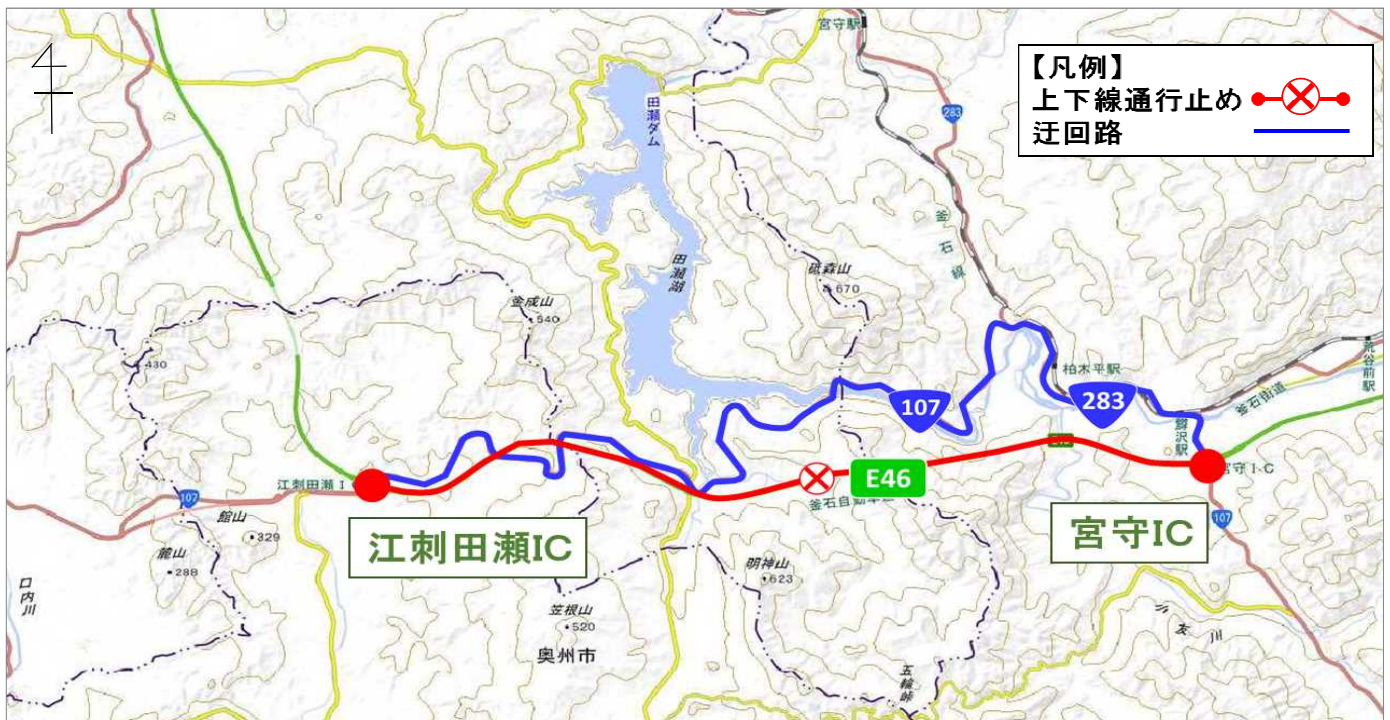 【凡例】
上下線通行止め
迂回路
宮守駅
283
田瀬ダム
釜石線
田瀬湖
砥森山
670
金成山
540
430
柏木平駅
荒谷前駅
釜石街道
107
283
鱒沢駅
宮守I・C
江刺田瀬I
E46
釜石自動車道
107
107
館山
329
江刺田瀬IC
宮守IC
288
明神山
623
口内川
笠根山
520
奥州市
五輪峠